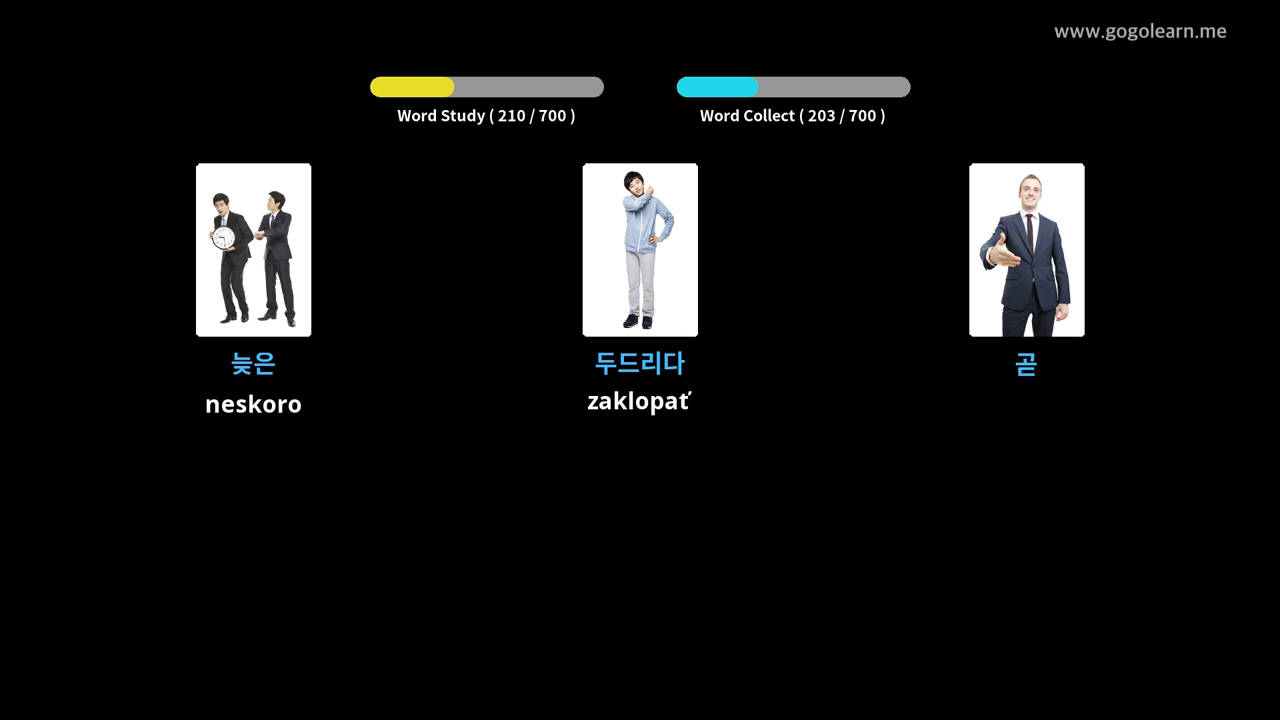 www.gogolearn.me
Word Study ( 210 / 700 )
Word Collect ( 203 / 700 )
늦은
두드리다
곧
neskoro
zaklopať